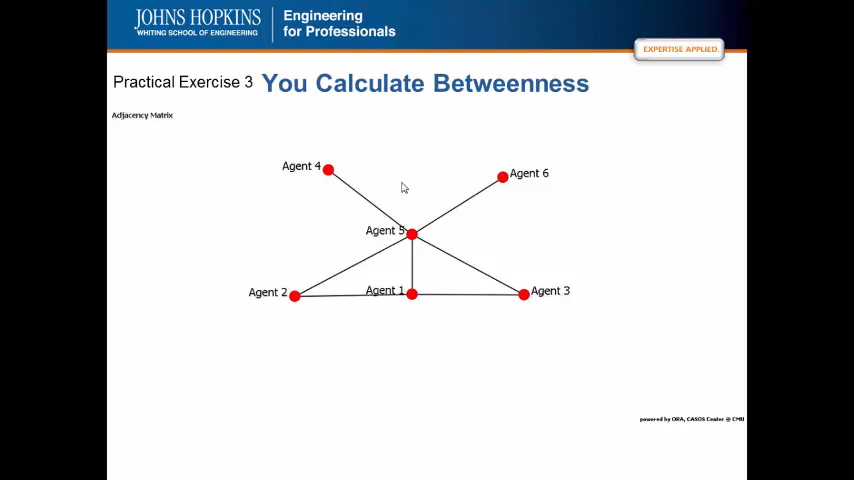 JOHNS HOPKINS
WHITING SCHOOL OF ENGINEERING
Engineering
for Professionals
EXPERTISE APPLIED.
Practical Exercise 3 You Calculate Betweenness
Adjacency Matrix
Agent 4
Agent 6
Agent 5
Agent 2
Agent 1
Agent 3
powered by ORA, CASOS Center @ CMU